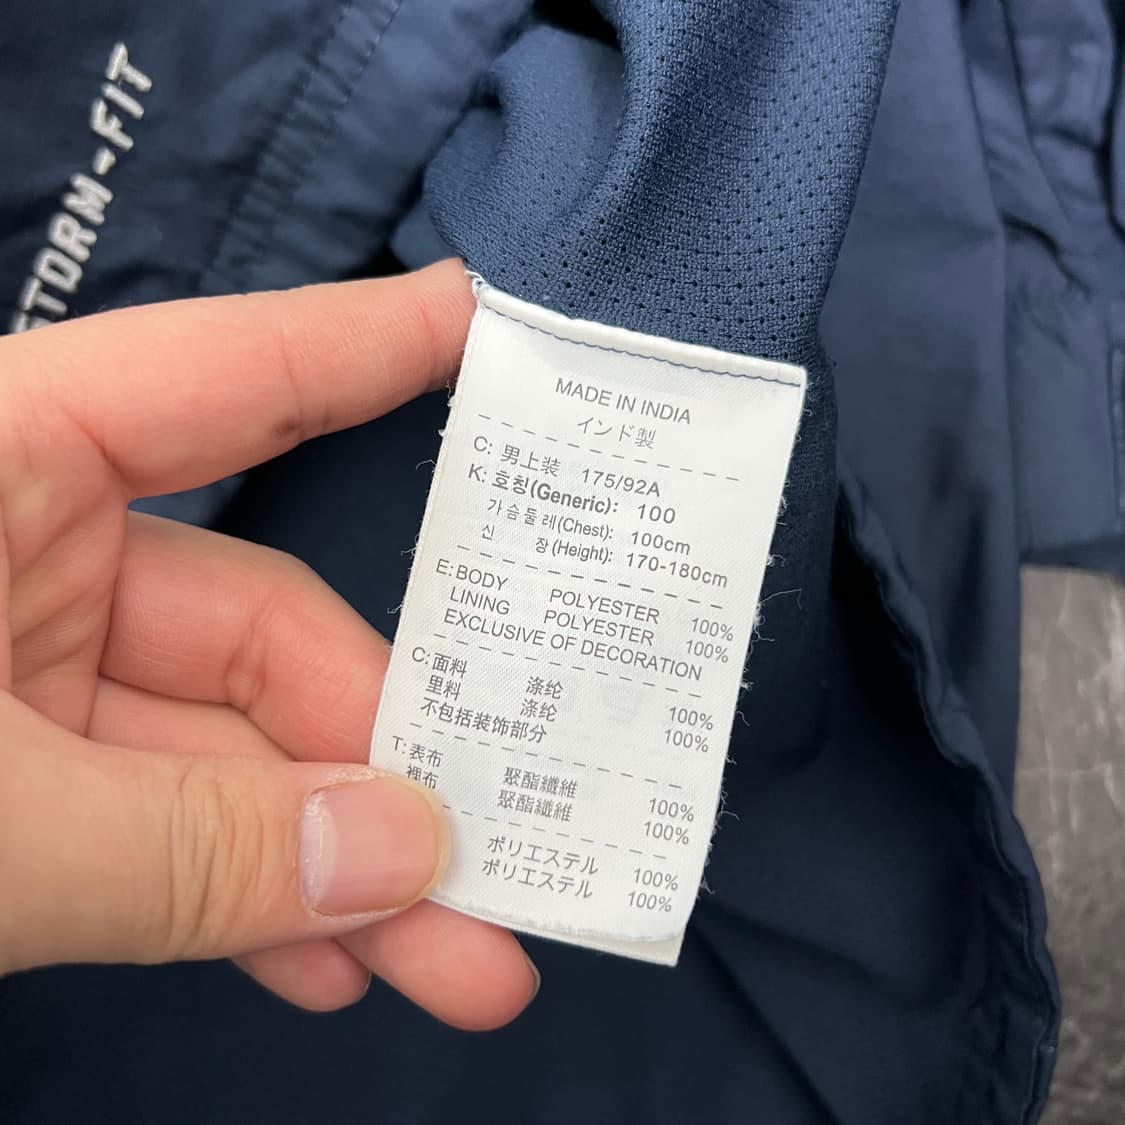 STORM-FIT
MADE IN INDIA
インド製
C: 男上装 175/92A
K: 호칭(Generic): 100
가슴둘레(Chest): 100cm
신 장(Height): 170-180cm
E: BODY POLYESTER 100%
LINING POLYESTER 100%
EXCLUSIVE OF DECORATION
C: 面料 涤纶 100%
里料 涤纶 100%
不包括装饰部分
T: 表布 聚酯纖維 100%
裡布 聚酯纖維 100%
ポリエステル 100%
ポリエステル 100%